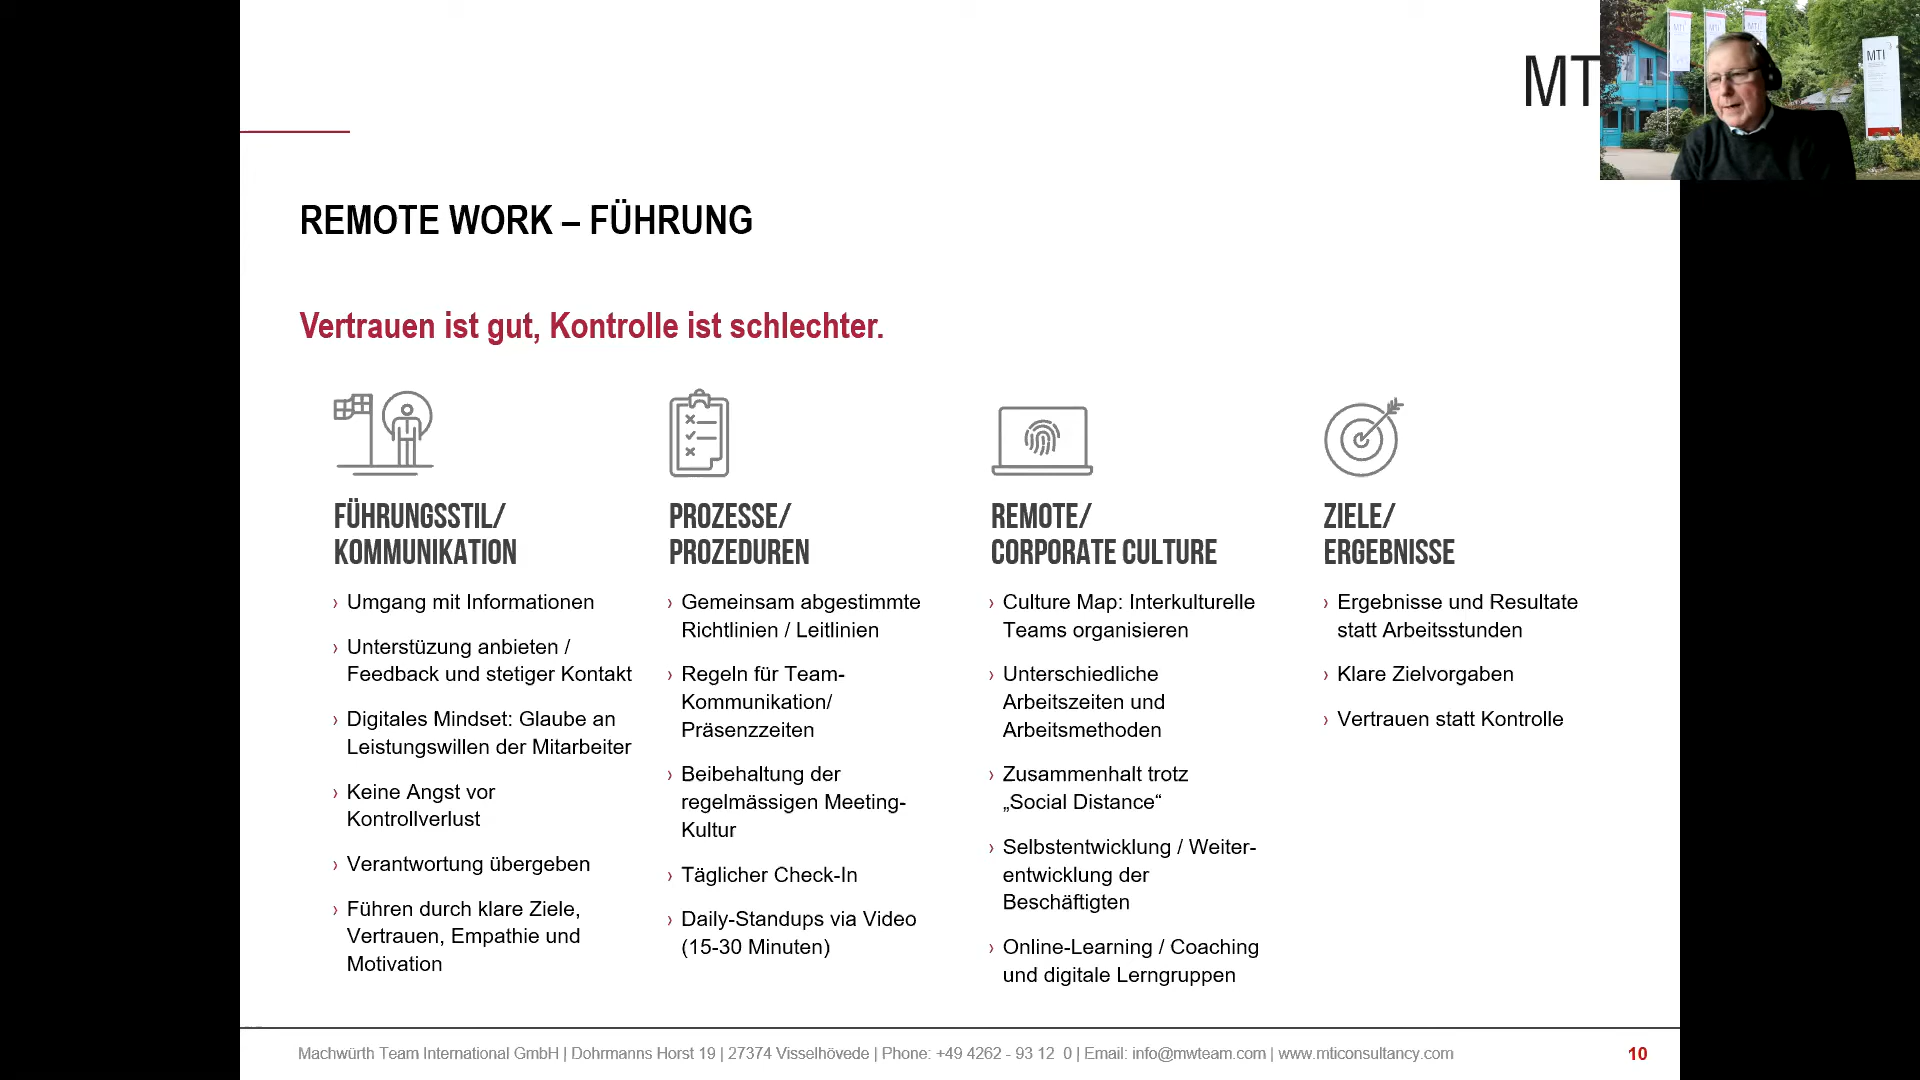 MT
MTI
MTI
MTI
MTI
REMOTE WORK – FÜHRUNG
Vertrauen ist gut, Kontrolle ist schlechter.
FÜHRUNGSSTIL/
KOMMUNIKATION
› Umgang mit Informationen
› Unterstüzung anbieten /
Feedback und stetiger Kontakt
› Digitales Mindset: Glaube an
Leistungswillen der Mitarbeiter
› Keine Angst vor
Kontrollverlust
› Verantwortung übergeben
› Führen durch klare Ziele,
Vertrauen, Empathie und
Motivation
PROZESSE/
PROZEDUREN
› Gemeinsam abgestimmte
Richtlinien / Leitlinien
› Regeln für Team-
Kommunikation/
Präsenzzeiten
› Beibehaltung der
regelmässigen Meeting-
Kultur
› Täglicher Check-In
› Daily-Standups via Video
(15-30 Minuten)
REMOTE/
CORPORATE CULTURE
› Culture Map: Interkulturelle
Teams organisieren
› Unterschiedliche
Arbeitszeiten und
Arbeitsmethoden
› Zusammenhalt trotz
„Social Distance“
› Selbstentwicklung / Weiter-
entwicklung der
Beschäftigten
› Online-Learning / Coaching
und digitale Lerngruppen
ZIELE/
ERGEBNISSE
› Ergebnisse und Resultate
statt Arbeitsstunden
› Klare Zielvorgaben
› Vertrauen statt Kontrolle
Machwürth Team International GmbH | Dohrmanns Horst 19 | 27374 Visselhövede | Phone: +49 4262 - 93 12 0 | Email: info@mwteam.com | www.mticonsultancy.com
10